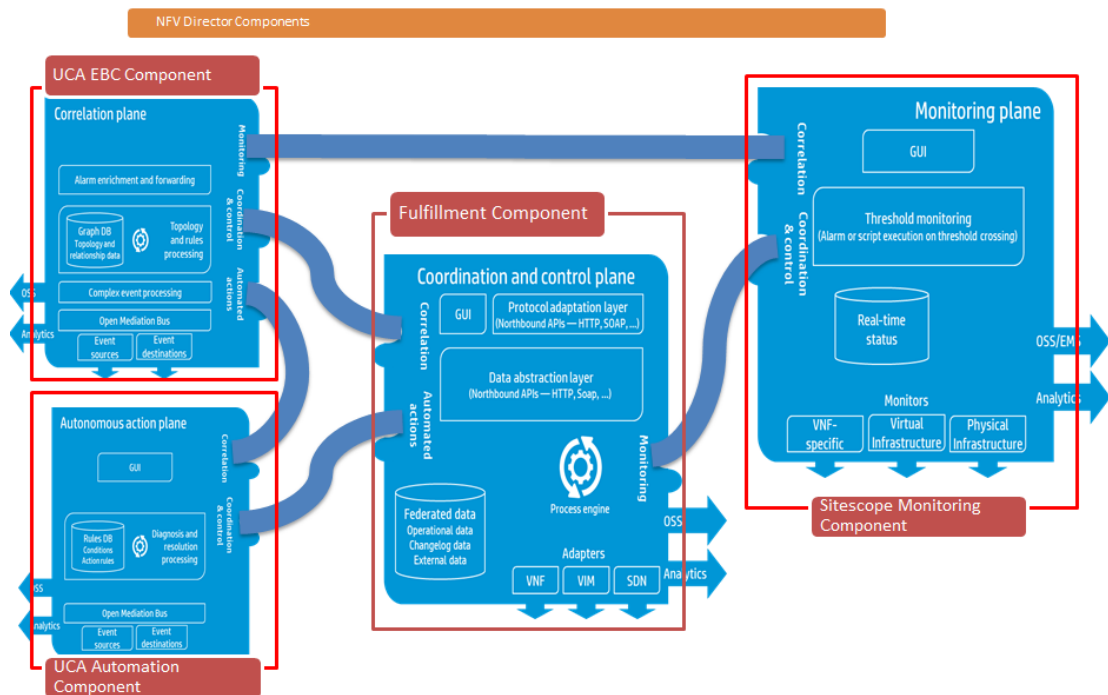 NFV Director Components
UCA EBC Component
Correlation plane
Monitoring
Coordination
& control
Automated
actions
Alarm enrichment and forwarding
Graph DB
Topology and
relationship data
Topology
and rules
processing
Complex event processing
Open Mediation Bus
Event
sources
Event
destinations
OSS
Analytics
Autonomous action plane
Correlation
Coordination
& control
GUI
Rules DB
Conditions
Action rules
Diagnosis and
resolution
processing
Open Mediation Bus
Event
sources
Event
destinations
OSS
Analytics
UCA Automation
Component
Fulfillment Component
Coordination and control plane
Correlation
Automated
actions
GUI
Protocol adaptation layer
(Northbound APIs — HTTP, SOAP, ...)
Data abstraction layer
(Northbound APIs — HTTP, Soap, ...)
Monitoring
Process engine
Federated data
Operational data
Changelog data
External data
Adapters
VNF
VIM
SDN
OSS
Analytics
Monitoring plane
Correlation
Coordination
& control
GUI
Threshold monitoring
(Alarm or script execution on threshold crossing)
Real-time
status
OSS/EMS
Analytics
Monitors
VNF-
specific
Virtual
Infrastructure
Physical
Infrastructure
Sitescope Monitoring
Component